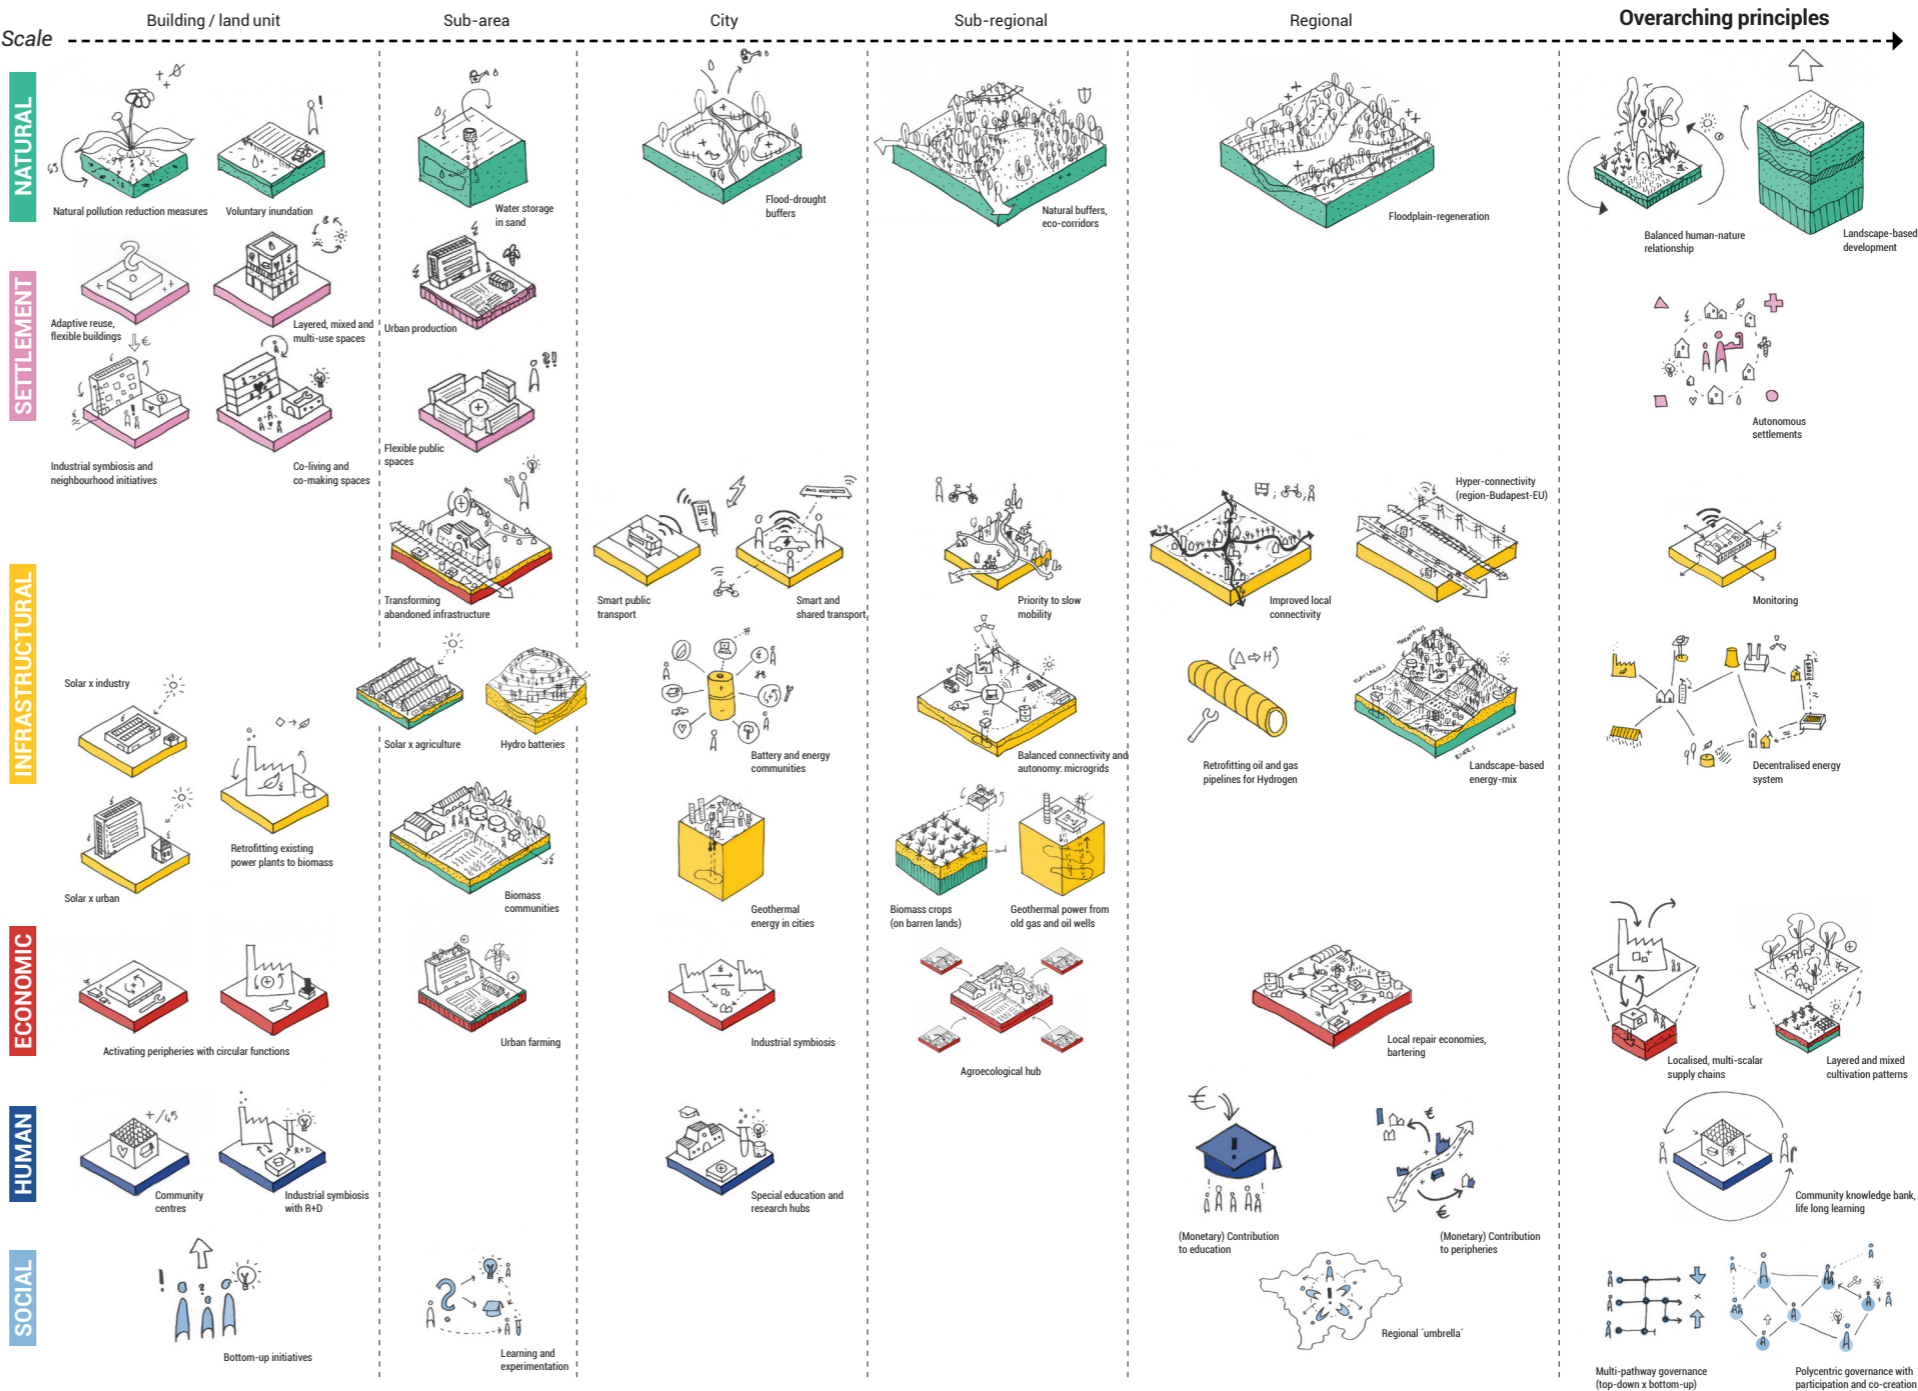 Scale
Building / land unit
Sub-area
City
Sub-regional
Regional
Overarching principles
NATURAL
Natural pollution reduction measures
Voluntary inundation
Water storage
in sand
Flood-drought
buffers
Natural buffers,
eco-corridors
Floodplain-regeneration
Balanced human-nature
relationship
Landscape-based
development
SETTLEMENT
Adaptive reuse,
flexible buildings
Layered, mixed and
multi-use spaces
Urban production
Industrial symbiosis and
neighbourhood initiatives
Co-living and
co-making spaces
Flexible public
spaces
Autonomous
settlements
INFRASTRUCTURAL
Transforming
abandoned infrastructure
Smart public
transport
Smart and
shared transport
Priority to slow
mobility
Improved local
connectivity
Hyper-connectivity
(region-Budapest-EU)
Monitoring
Solar x industry
Solar x urban
Retrofitting existing
power plants to biomass
Solar x agriculture
Hydro batteries
Battery and energy
communities
Balanced connectivity and
autonomy: microgrids
Retrofitting oil and gas
pipelines for Hydrogen
FLATLANDS
MOUNTAINS
RIVERS
HILLS
Landscape-based
energy-mix
Decentralised energy
system
Biomass
communities
Geothermal
energy in cities
Biomass crops
(on barren lands)
Geothermal power from
old gas and oil wells
ECONOMIC
Activating peripheries with circular functions
Urban farming
Industrial symbiosis
Agroecological hub
Local repair economies,
bartering
Localised, multi-scalar
supply chains
Layered and mixed
cultivation patterns
HUMAN
Community
centres
R+D
Industrial symbiosis
with R+D
Special education and
research hubs
(Monetary) Contribution
to education
(Monetary) Contribution
to peripheries
Community knowledge bank,
life long learning
SOCIAL
Bottom-up initiatives
Learning and
experimentation
Regional ´umbrella´
Multi-pathway governance
(top-down x bottom-up)
Polycentric governance with
participation and co-creation